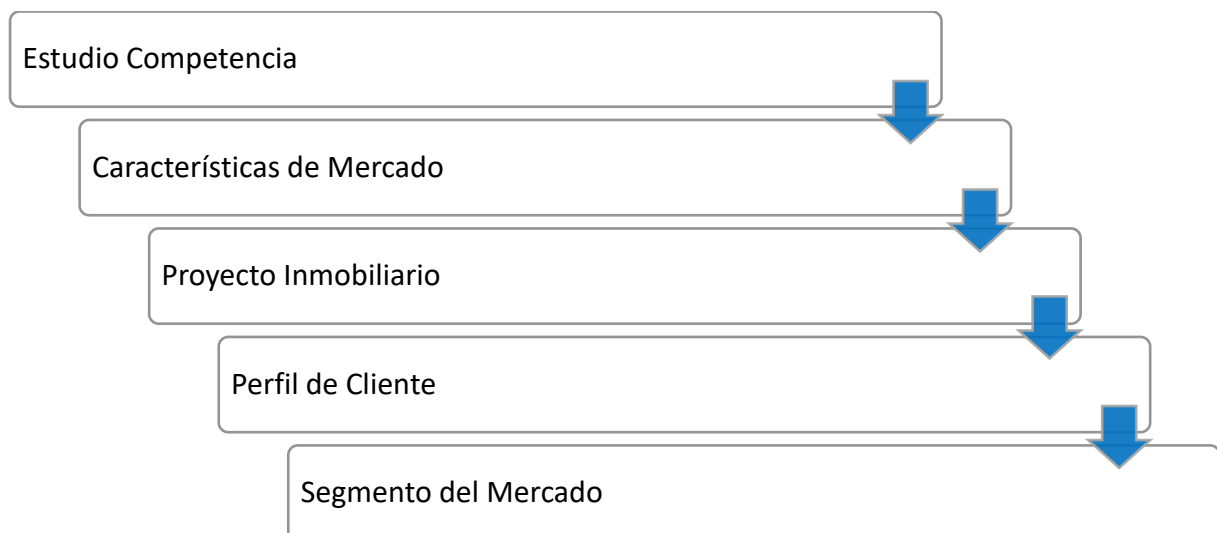 Estudio Competencia
Características de Mercado
Proyecto Inmobiliario
Perfil de Cliente
Segmento del Mercado